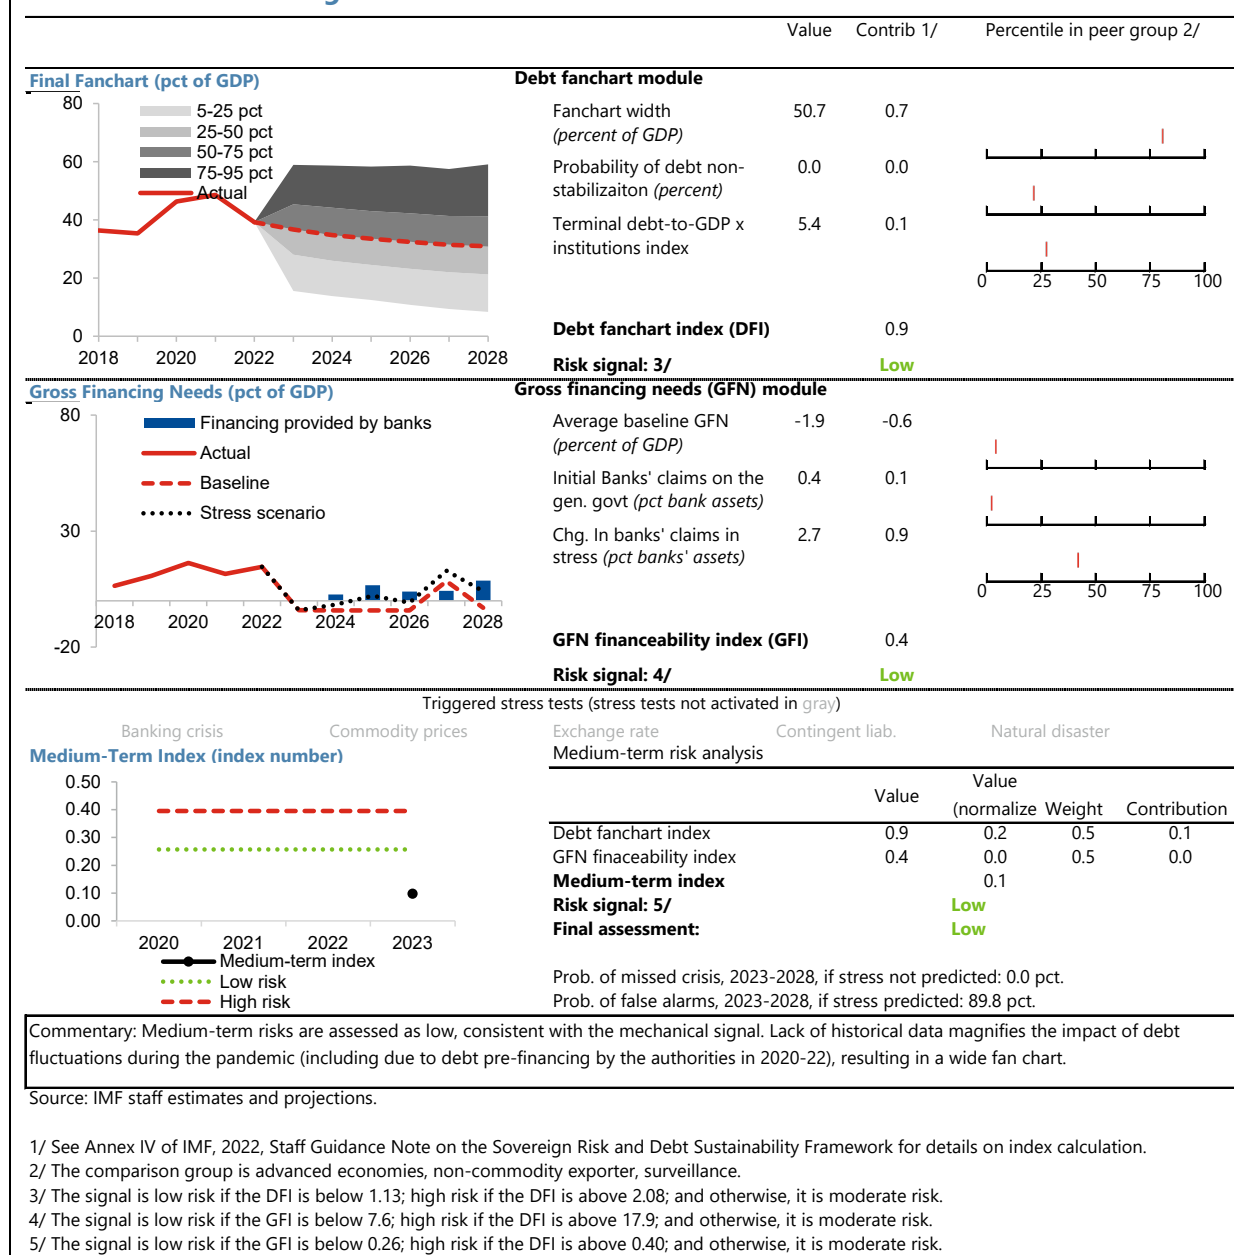 Value Contrib 1/ Percentile in peer group 2/
Final Fanchart (pct of GDP)
80
60
40
20
0
2018 2020 2022 2024 2026 2028
5-25 pct
25-50 pct
50-75 pct
75-95 pct
Actual
Debt fanchart module
Fanchart width 50.7 0.7
(percent of GDP)
Probability of debt non- 0.0 0.0
stabilizaiton (percent)
Terminal debt-to-GDP x 5.4 0.1
institutions index
0 25 50 75 100
Debt fanchart index (DFI) 0.9
Risk signal: 3/ Low
Gross Financing Needs (pct of GDP)
80
30
-20
2018 2020 2022 2024 2026 2028
Financing provided by banks
Actual
Baseline
Stress scenario
Gross financing needs (GFN) module
Average baseline GFN -1.9 -0.6
(percent of GDP)
Initial Banks' claims on the 0.4 0.1
gen. govt (pct bank assets)
Chg. In banks' claims in 2.7 0.9
stress (pct banks' assets)
0 25 50 75 100
GFN financeability index (GFI) 0.4
Risk signal: 4/ Low
Triggered stress tests (stress tests not activated in gray)
Banking crisis Commodity prices Exchange rate Contingent liab. Natural disaster
Medium-Term Index (index number)
0.50
0.40
0.30
0.20
0.10
0.00
2020 2021 2022 2023
Medium-term index
Low risk
High risk
Medium-term risk analysis
Value
Value (normalize Weight Contribution
Debt fanchart index 0.9 0.2 0.5 0.1
GFN finaceability index 0.4 0.0 0.5 0.0
Medium-term index 0.1
Risk signal: 5/ Low
Final assessment: Low
Prob. of missed crisis, 2023-2028, if stress not predicted: 0.0 pct.
Prob. of false alarms, 2023-2028, if stress predicted: 89.8 pct.
Commentary: Medium-term risks are assessed as low, consistent with the mechanical signal. Lack of historical data magnifies the impact of debt
fluctuations during the pandemic (including due to debt pre-financing by the authorities in 2020-22), resulting in a wide fan chart.
Source: IMF staff estimates and projections.
1/ See Annex IV of IMF, 2022, Staff Guidance Note on the Sovereign Risk and Debt Sustainability Framework for details on index calculation.
2/ The comparison group is advanced economies, non-commodity exporter, surveillance.
3/ The signal is low risk if the DFI is below 1.13; high risk if the DFI is above 2.08; and otherwise, it is moderate risk.
4/ The signal is low risk if the GFI is below 7.6; high risk if the DFI is above 17.9; and otherwise, it is moderate risk.
5/ The signal is low risk if the GFI is below 0.26; high risk if the DFI is above 0.40; and otherwise, it is moderate risk.